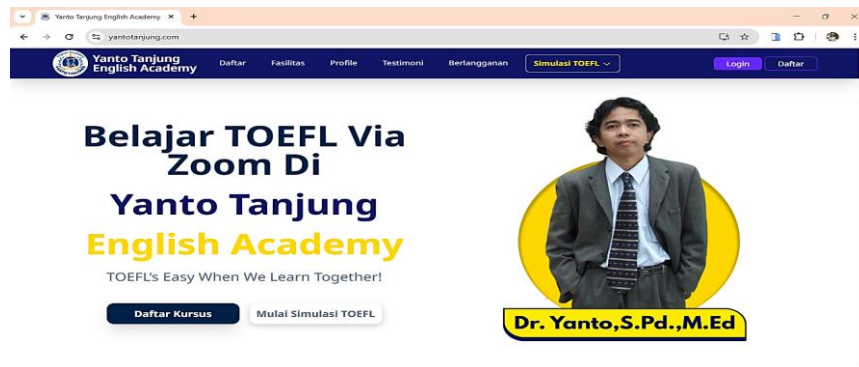 Yanto Tanjung English Academy
yantotanjung.com
Yanto Tanjung
English Academy
Daftar
Fasilitas
Profile
Testimoni
Berlangganan
Simulasi TOEFL
Login
Daftar
Belajar TOEFL Via
Zoom Di
Yanto Tanjung
English Academy
TOEFL's Easy When We Learn Together!
Daftar Kursus
Mulai Simulasi TOEFL
Dr. Yanto,S.Pd.,M.Ed